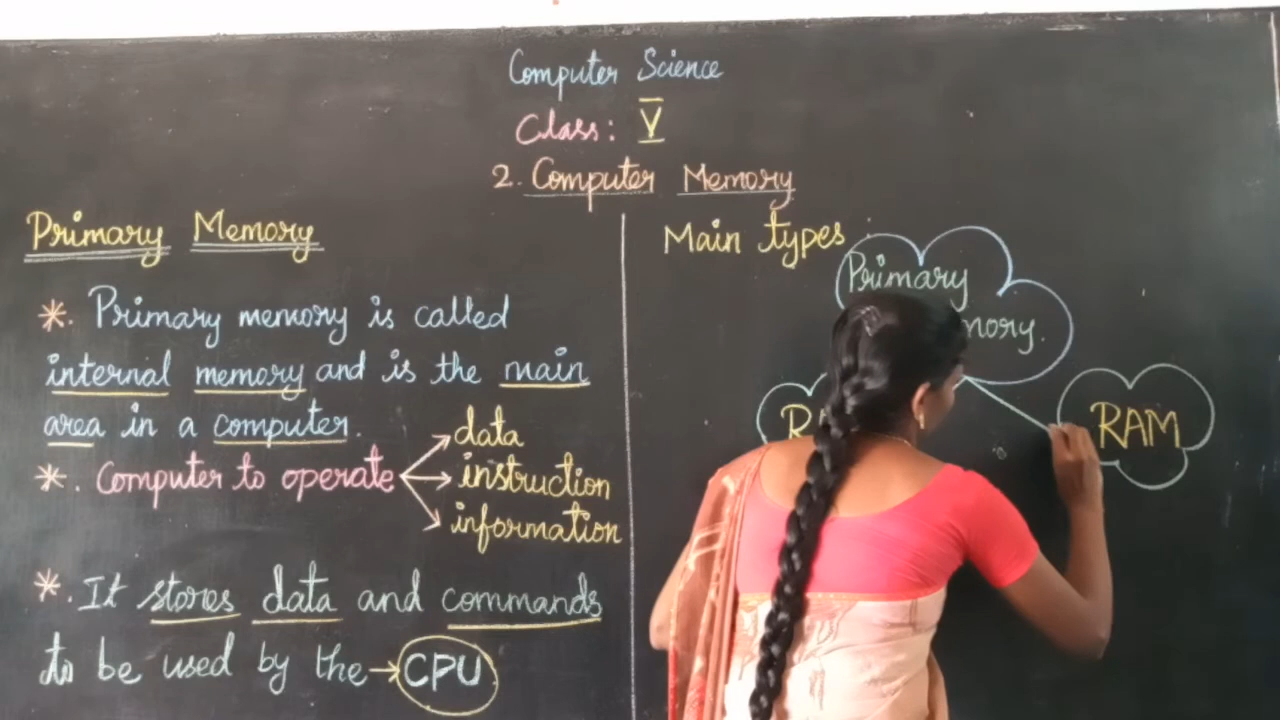 Computer Science
Class: V
2. Computer Memory
Primary Memory
*. Primary memory is called
internal memory and is the main
area in a computer.
*. Computer to operate
data
instruction
information
*. It stores data and commands
to be used by the → CPU
Main types
Primary
RAM